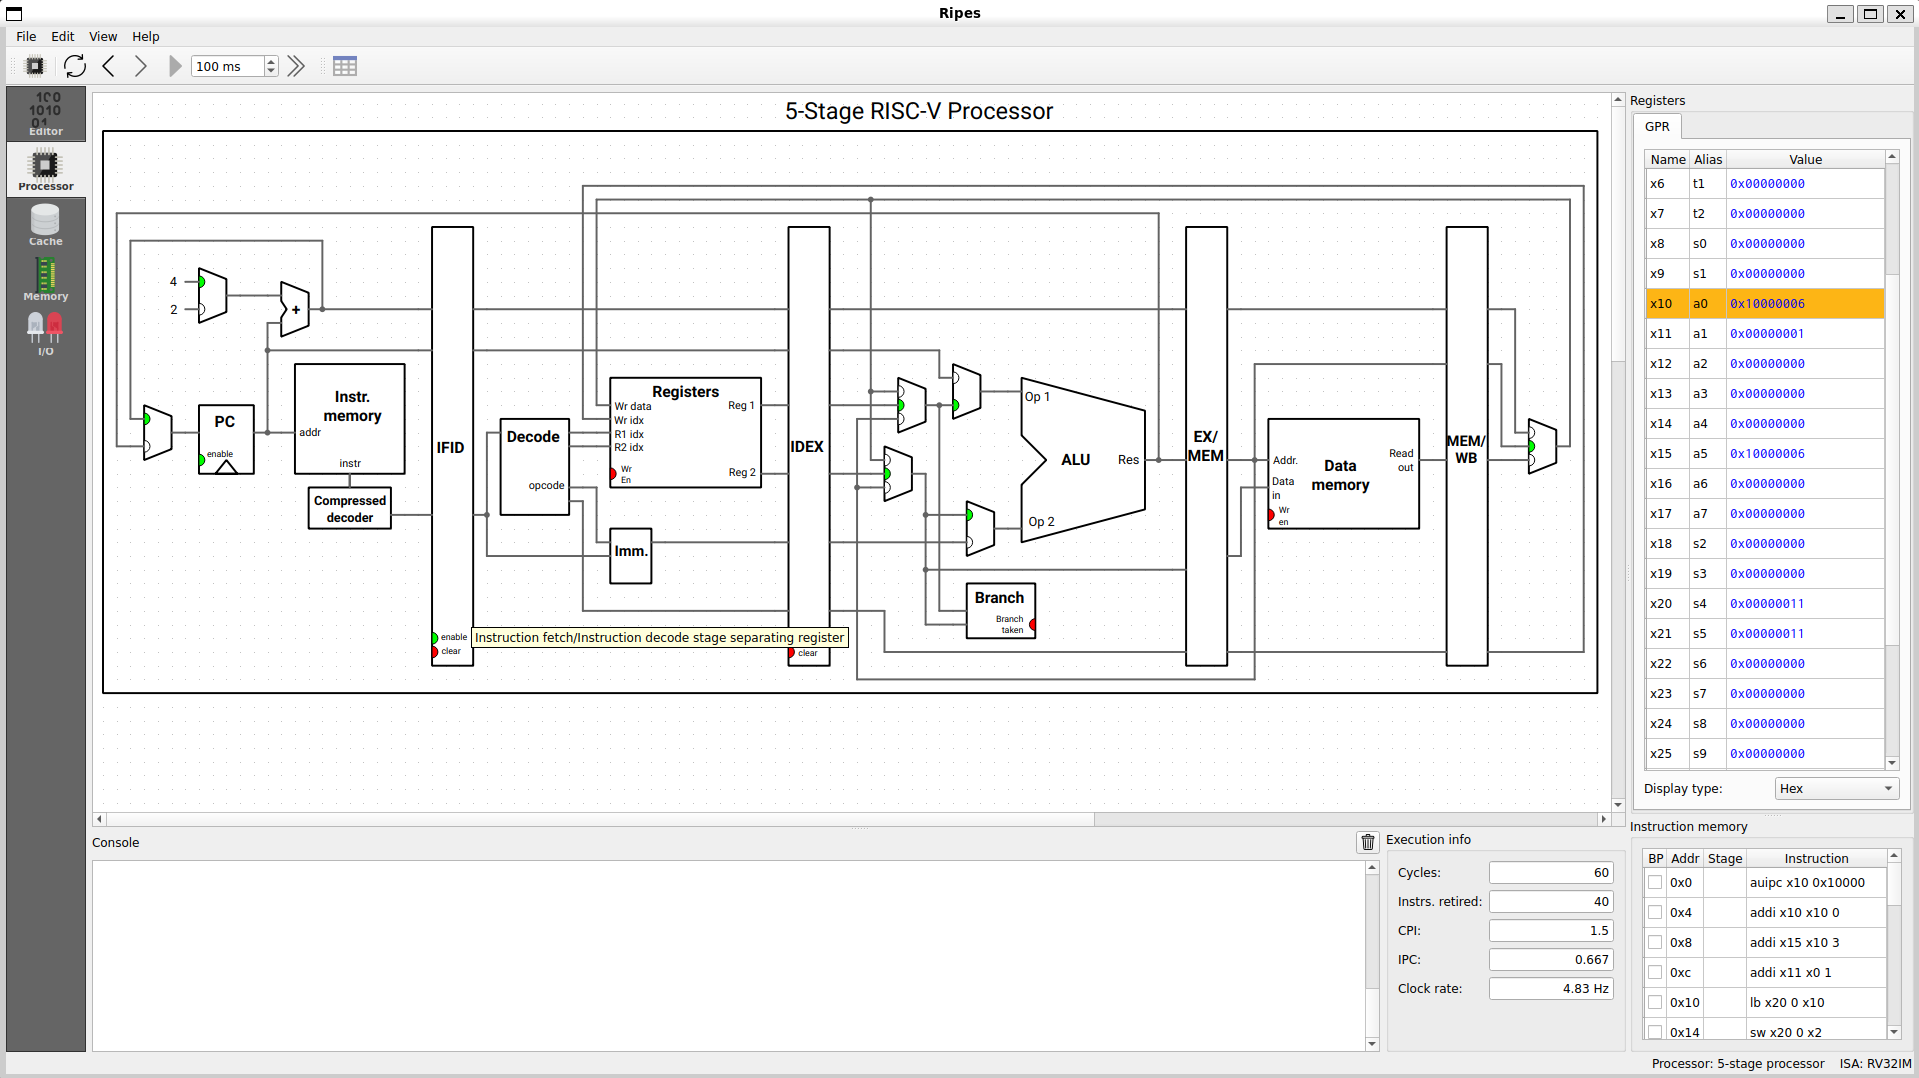 Ripes
File Edit View Help
100 ms
Editor
Processor
Cache
Memory
I/O
5-Stage RISC-V Processor
4
2
+
PC
enable
Instr.
memory
addr
instr
Compressed
decoder
IFID
enable
clear
Decode
opcode
Registers
Wr data
Wr idx
R1 idx
R2 idx
Wr
En
Reg 1
Reg 2
Imm.
Instruction fetch/Instruction decode stage separating register
IDEX
clear
Op 1
ALU
Res
Op 2
Branch
Branch
taken
EX/
MEM
Addr.
Data
in
Wr
en
Data
memory
Read
out
MEM/
WB
Registers
GPR
Name Alias Value
x6 t1 0x00000000
x7 t2 0x00000000
x8 s0 0x00000000
x9 s1 0x00000000
x10 a0 0x10000006
x11 a1 0x00000001
x12 a2 0x00000000
x13 a3 0x00000000
x14 a4 0x00000000
x15 a5 0x10000006
x16 a6 0x00000000
x17 a7 0x00000000
x18 s2 0x00000000
x19 s3 0x00000000
x20 s4 0x00000011
x21 s5 0x00000011
x22 s6 0x00000000
x23 s7 0x00000000
x24 s8 0x00000000
x25 s9 0x00000000
Display type: Hex
Console
Execution info
Cycles: 60
Instrs. retired: 40
CPI: 1.5
IPC: 0.667
Clock rate: 4.83 Hz
Instruction memory
BP Addr Stage Instruction
0x0 auipc x10 0x10000
0x4 addi x10 x10 0
0x8 addi x15 x10 3
0xc addi x11 x0 1
0x10 lb x20 0 x10
0x14 sw x20 0 x2
Processor: 5-stage processor ISA: RV32IM